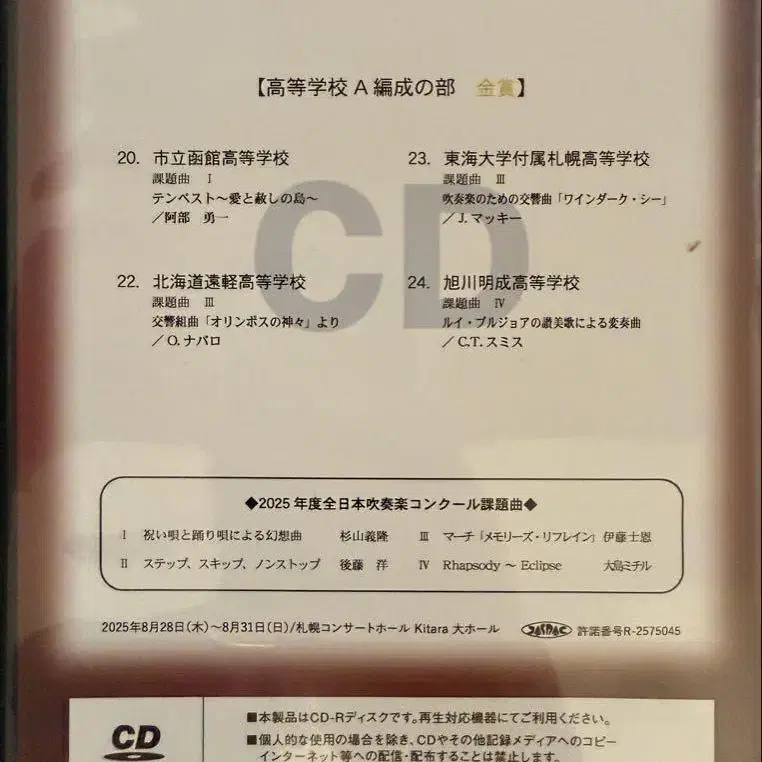 【高等学校 A 編成の部 金賞】
20. 市立函館高等学校
課題曲 Ⅰ
テンペスト～愛と赦しの島～
／阿部 勇一
22. 北海道遠軽高等学校
課題曲 Ⅲ
交響組曲「オリンポスの神々」より
／O. ナバロ
23. 東海大学付属札幌高等学校
課題曲 Ⅲ
吹奏楽のための交響曲「ワインダーク・シー」
／J. マッキー
24. 旭川明成高等学校
課題曲 Ⅳ
ルイ・ブルジョアの讃美歌による変奏曲
／C.T. スミス
CD
◆2025 年度全日本吹奏楽コンクール課題曲◆
Ⅰ 祝い唄と踊り唄による幻想曲 杉山義隆
Ⅱ ステップ、スキップ、ノンストップ 後藤 洋
Ⅲ マーチ「メモリーズ・リフレイン」 伊藤士恩
Ⅳ Rhapsody ～ Eclipse 大島ミチル
2025年8月28日(木)～8月31日(日)/札幌コンサートホール Kitara 大ホール
JASRAC 許諾番号R-2575045
CD
■本製品はCD-Rディスクです。再生対応機器にてご利用ください。
■個人的な使用の場合を除き、CDやその他記録メディアへのコピー
インターネット等への配信・配布することは禁止します。